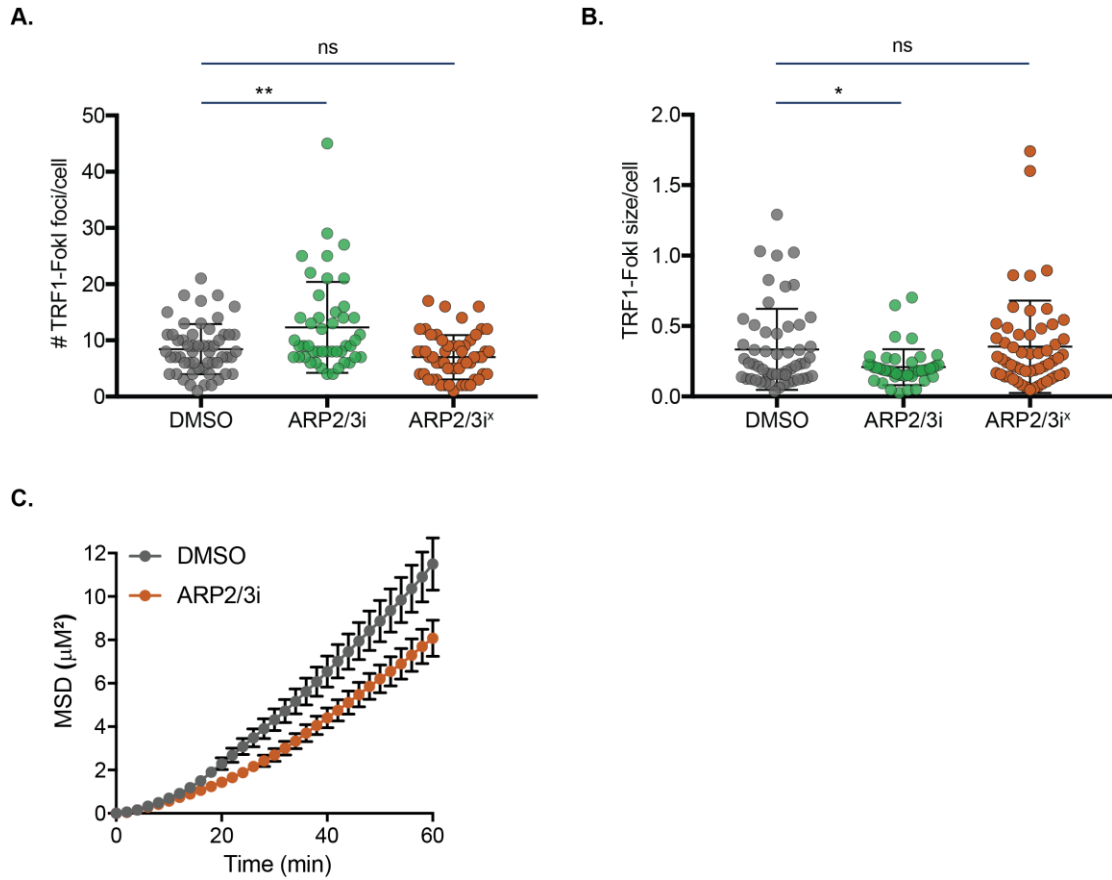 A.
ns
**
# TRF1-FokI foci/cell
50
40
30
20
10
0
DMSO
ARP2/3i
ARP2/3iˣ
B.
ns
*
TRF1-FokI size/cell
2.0
1.5
1.0
0.5
0.0
DMSO
ARP2/3i
ARP2/3iˣ
C.
DMSO
ARP2/3i
MSD (µM²)
12
10
8
6
4
2
0
0
20
40
60
Time (min)